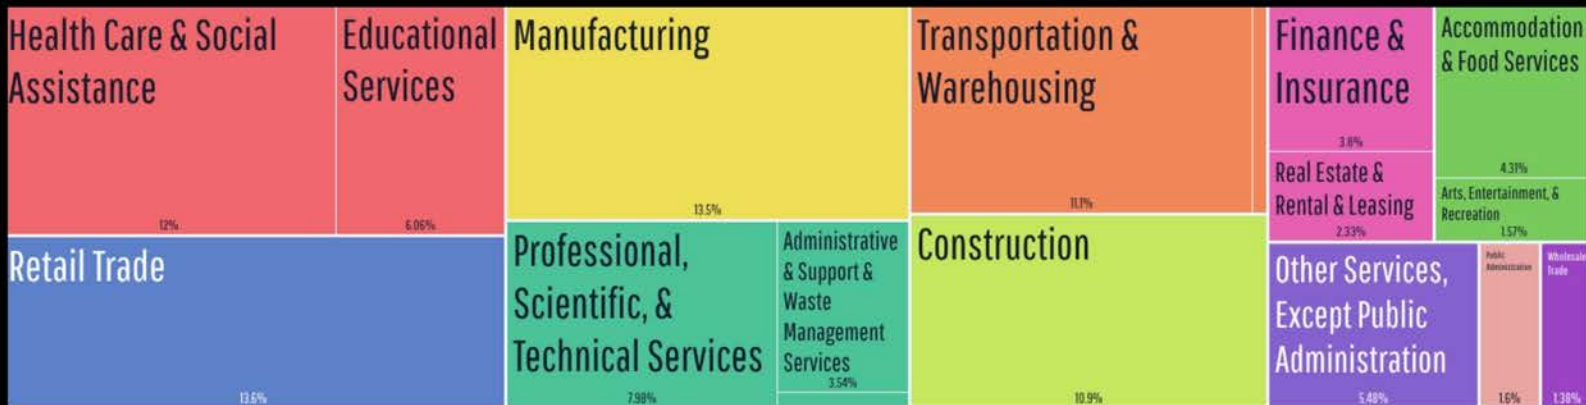 Health Care & Social
Assistance
12%
Educational
Services
6.06%
Retail Trade
13.6%
Manufacturing
13.5%
Professional,
Scientific, &
Technical Services
7.98%
Administrative
& Support &
Waste
Management
Services
3.54%
Transportation &
Warehousing
11.1%
Construction
10.9%
Finance &
Insurance
3.8%
Real Estate &
Rental & Leasing
2.33%
Accommodation
& Food Services
4.31%
Arts, Entertainment, &
Recreation
1.57%
Other Services,
Except Public
Administration
5.48%
Public
Administration
1.6%
Wholesale
Trade
1.38%